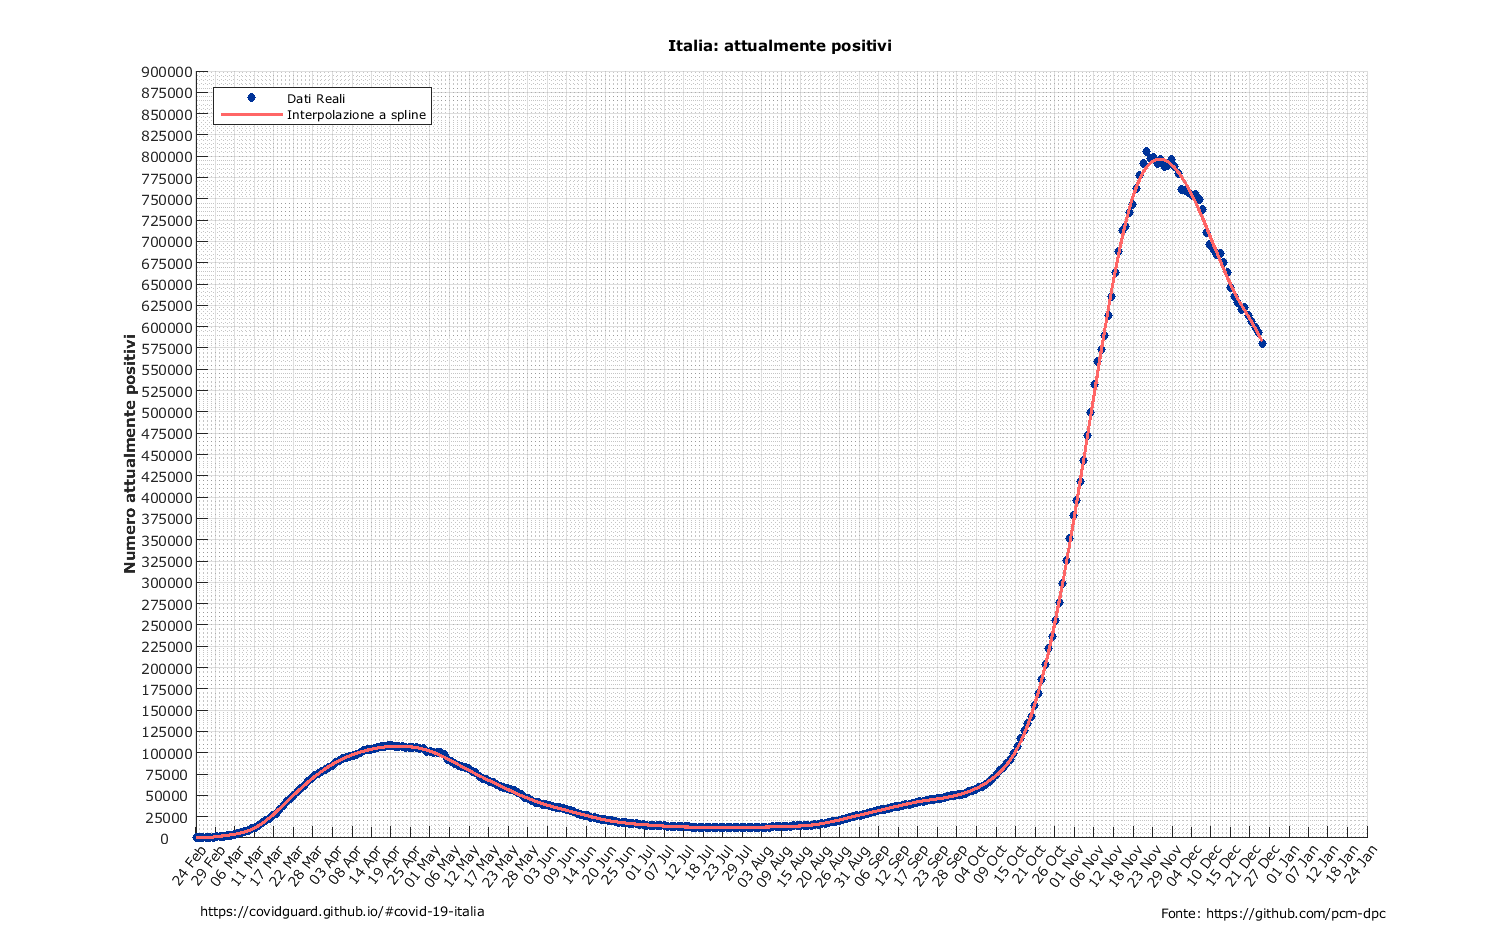 Italia: attualmente positivi
Dati Reali
Interpolazione a spline
Numero attualmente positivi
900000
875000
850000
825000
800000
775000
750000
725000
700000
675000
650000
625000
600000
575000
550000
525000
500000
475000
450000
425000
400000
375000
350000
325000
300000
275000
250000
225000
200000
175000
150000
125000
100000
75000
50000
25000
0
24 Feb
29 Feb
06 Mar
11 Mar
17 Mar
22 Mar
28 Mar
03 Apr
08 Apr
14 Apr
19 Apr
25 Apr
01 May
06 May
12 May
17 May
23 May
28 May
03 Jun
09 Jun
14 Jun
20 Jun
25 Jun
01 Jul
07 Jul
12 Jul
18 Jul
23 Jul
29 Jul
03 Aug
09 Aug
15 Aug
20 Aug
26 Aug
31 Aug
06 Sep
12 Sep
17 Sep
23 Sep
28 Sep
04 Oct
09 Oct
15 Oct
21 Oct
26 Oct
01 Nov
06 Nov
12 Nov
18 Nov
23 Nov
29 Nov
04 Dec
10 Dec
15 Dec
21 Dec
27 Dec
01 Jan
07 Jan
12 Jan
18 Jan
24 Jan
https://covidguard.github.io/#covid-19-italia
Fonte: https://github.com/pcm-dpc